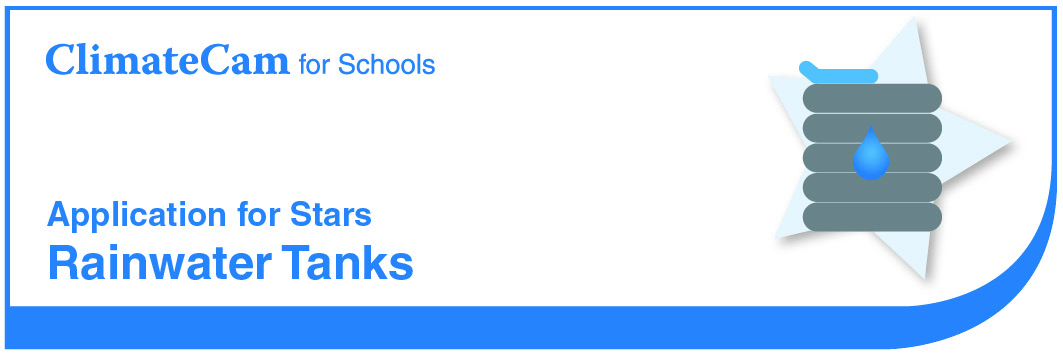 ClimateCam for Schools
Application for Stars
Rainwater Tanks